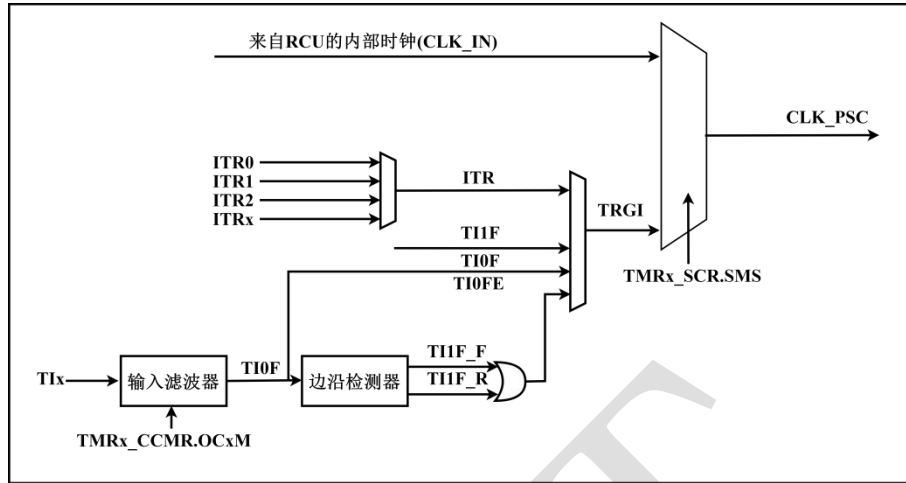 来自RCU的内部时钟(CLK_IN)
CLK_PSC
ITR0
ITR1
ITR2
ITRx
ITR
TRGI
TI1F
TI0F
TI0FE
TMRx_SCR.SMS
TIx
输入滤波器
TI0F
边沿检测器
TI1F_F
TI1F_R
TMRx_CCMR.OCxM